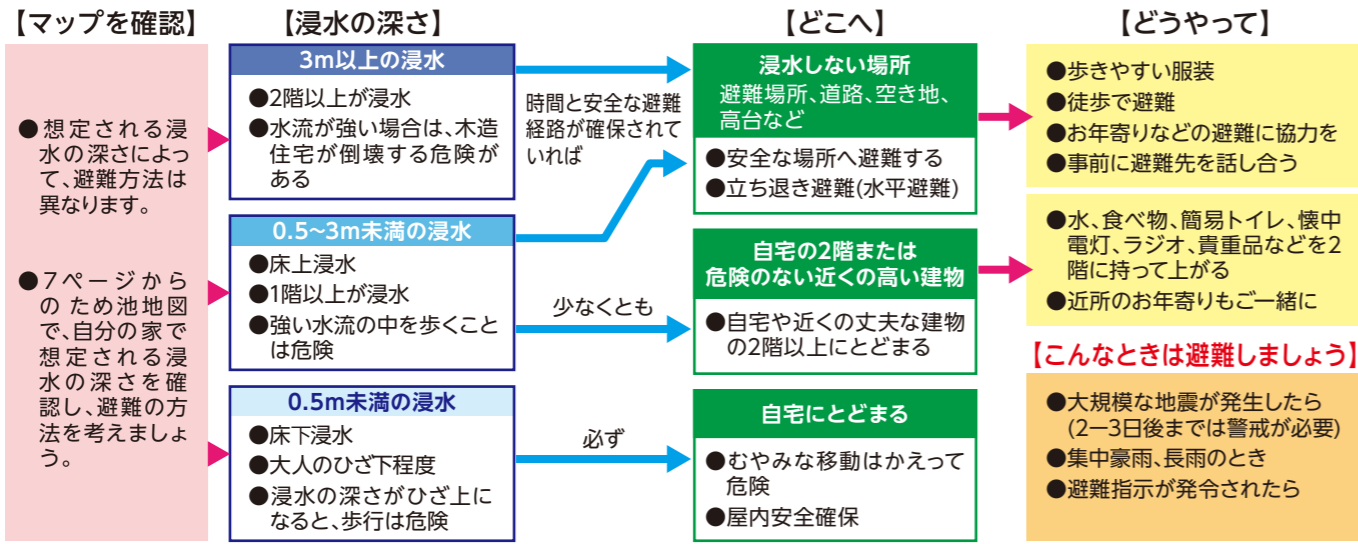 【マップを確認】
●想定される浸
水の深さによっ
て、避難方法は
異なります。
●7ページから
のため池地図
で、自分の家で
想定される浸
水の深さを確
認し、避難の方
法を考えましょ
う。
【浸水の深さ】
3m以上の浸水
●2階以上が浸水
●水流が強い場合は、木造
住宅が倒壊する危険が
ある
0.5~3m未満の浸水
●床上浸水
●1階以上が浸水
●強い水流の中を歩くこと
は危険
0.5m未満の浸水
●床下浸水
●大人のひざ下程度
●浸水の深さがひざ上に
なると、歩行は危険
時間と安全な避難
経路が確保されて
いれば
少なくとも
必ず
【どこへ】
浸水しない場所
避難場所、道路、空き地、
高台など
●安全な場所へ避難する
●立ち退き避難(水平避難)
自宅の2階または
危険のない近くの高い建物
●自宅や近くの丈夫な建物
の2階以上にとどまる
自宅にとどまる
●むやみな移動はかえって
危険
●屋内安全確保
【どうやって】
●歩きやすい服装
●徒歩で避難
●お年寄りなどの避難に協力を
●事前に避難先を話し合う
●水、食べ物、簡易トイレ、懐中
電灯、ラジオ、貴重品などを2
階に持って上がる
●近所のお年寄りもご一緒に
【こんなときは避難しましょう】
●大規模な地震が発生したら
(2ー3日後までは警戒が必要)
●集中豪雨、長雨のとき
●避難指示が発令されたら